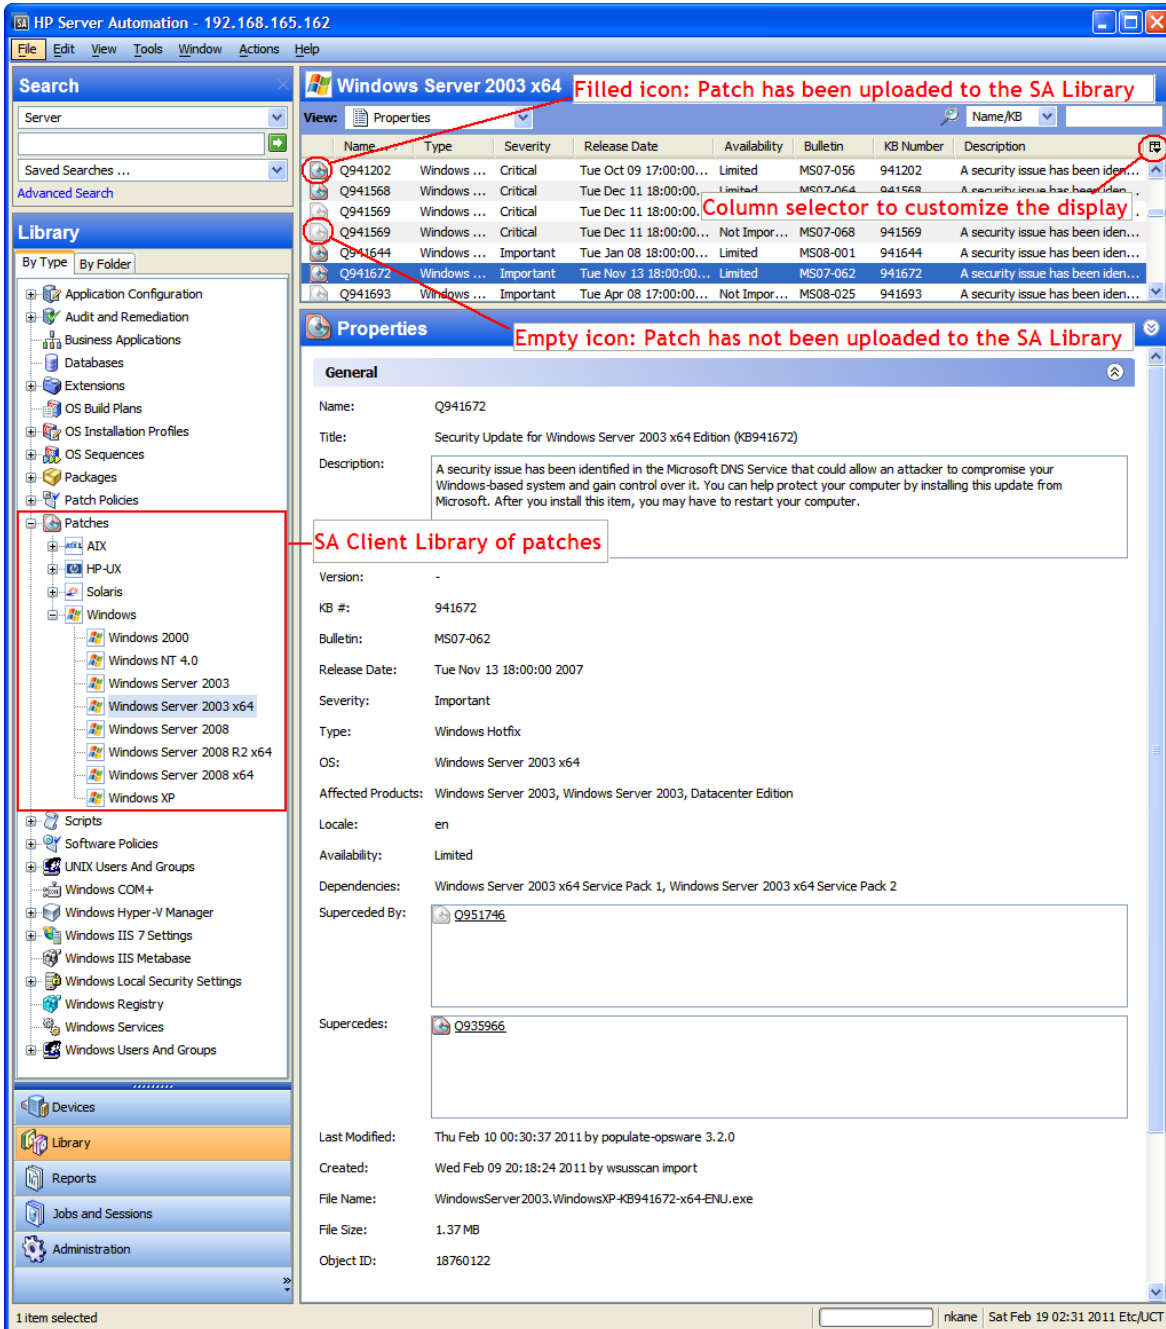 HP Server Automation - 192.168.165.162
File Edit View Tools Window Actions Help
Search
Server
Saved Searches ...
Advanced Search
Library
By Type By Folder
Application Configuration
Audit and Remediation
Business Applications
Databases
Extensions
OS Build Plans
OS Installation Profiles
OS Sequences
Packages
Patch Policies
Patches
AIX
HP-UX
Solaris
Windows
Windows 2000
Windows NT 4.0
Windows Server 2003
Windows Server 2003 x64
Windows Server 2008
Windows Server 2008 R2 x64
Windows Server 2008 x64
Windows XP
Scripts
Software Policies
UNIX Users And Groups
Windows COM+
Windows Hyper-V Manager
Windows IIS 7 Settings
Windows IIS Metabase
Windows Local Security Settings
Windows Registry
Windows Services
Windows Users And Groups
Devices
Library
Reports
Jobs and Sessions
Administration
1 item selected
Windows Server 2003 x64
Filled icon: Patch has been uploaded to the SA Library
View: Properties Name/KB
Name... Type Severity Release Date Availability Bulletin KB Number Description
Q941202 Windows ... Critical Tue Oct 09 17:00:00... Limited MS07-056 941202 A security issue has been iden...
Q941568 Windows ... Critical Tue Dec 11 18:00:00... Limited MS07-064 941568 A security issue has been iden...
Q941569 Windows ... Critical Tue Dec 11 18:00:00...
Column selector to customize the display
Q941569 Windows ... Critical Tue Dec 11 18:00:00... Not Impor... MS07-068 941569 A security issue has been iden...
Q941644 Windows ... Important Tue Jan 08 18:00:00... Limited MS08-001 941644 A security issue has been iden...
Q941672 Windows ... Important Tue Nov 13 18:00:00... Limited MS07-062 941672 A security issue has been iden...
Q941693 Windows ... Important Tue Apr 08 17:00:00... Not Impor... MS08-025 941693 A security issue has been iden...
Properties
Empty icon: Patch has not been uploaded to the SA Library
General
Name: Q941672
Title: Security Update for Windows Server 2003 x64 Edition (KB941672)
Description: A security issue has been identified in the Microsoft DNS Service that could allow an attacker to compromise your
Windows-based system and gain control over it. You can help protect your computer by installing this update from
Microsoft. After you install this item, you may have to restart your computer.
SA Client Library of patches
Version: -
KB #: 941672
Bulletin: MS07-062
Release Date: Tue Nov 13 18:00:00 2007
Severity: Important
Type: Windows Hotfix
OS: Windows Server 2003 x64
Affected Products: Windows Server 2003, Windows Server 2003, Datacenter Edition
Locale: en
Availability: Limited
Dependencies: Windows Server 2003 x64 Service Pack 1, Windows Server 2003 x64 Service Pack 2
Superceded By: Q951746
Supercedes: Q935966
Last Modified: Thu Feb 10 00:30:37 2011 by populate-opsware 3.2.0
Created: Wed Feb 09 20:18:24 2011 by wsusscan import
File Name: WindowsServer2003.WindowsXP-KB941672-x64-ENU.exe
File Size: 1.37 MB
Object ID: 18760122
nkane Sat Feb 19 02:31 2011 Etc/UCT